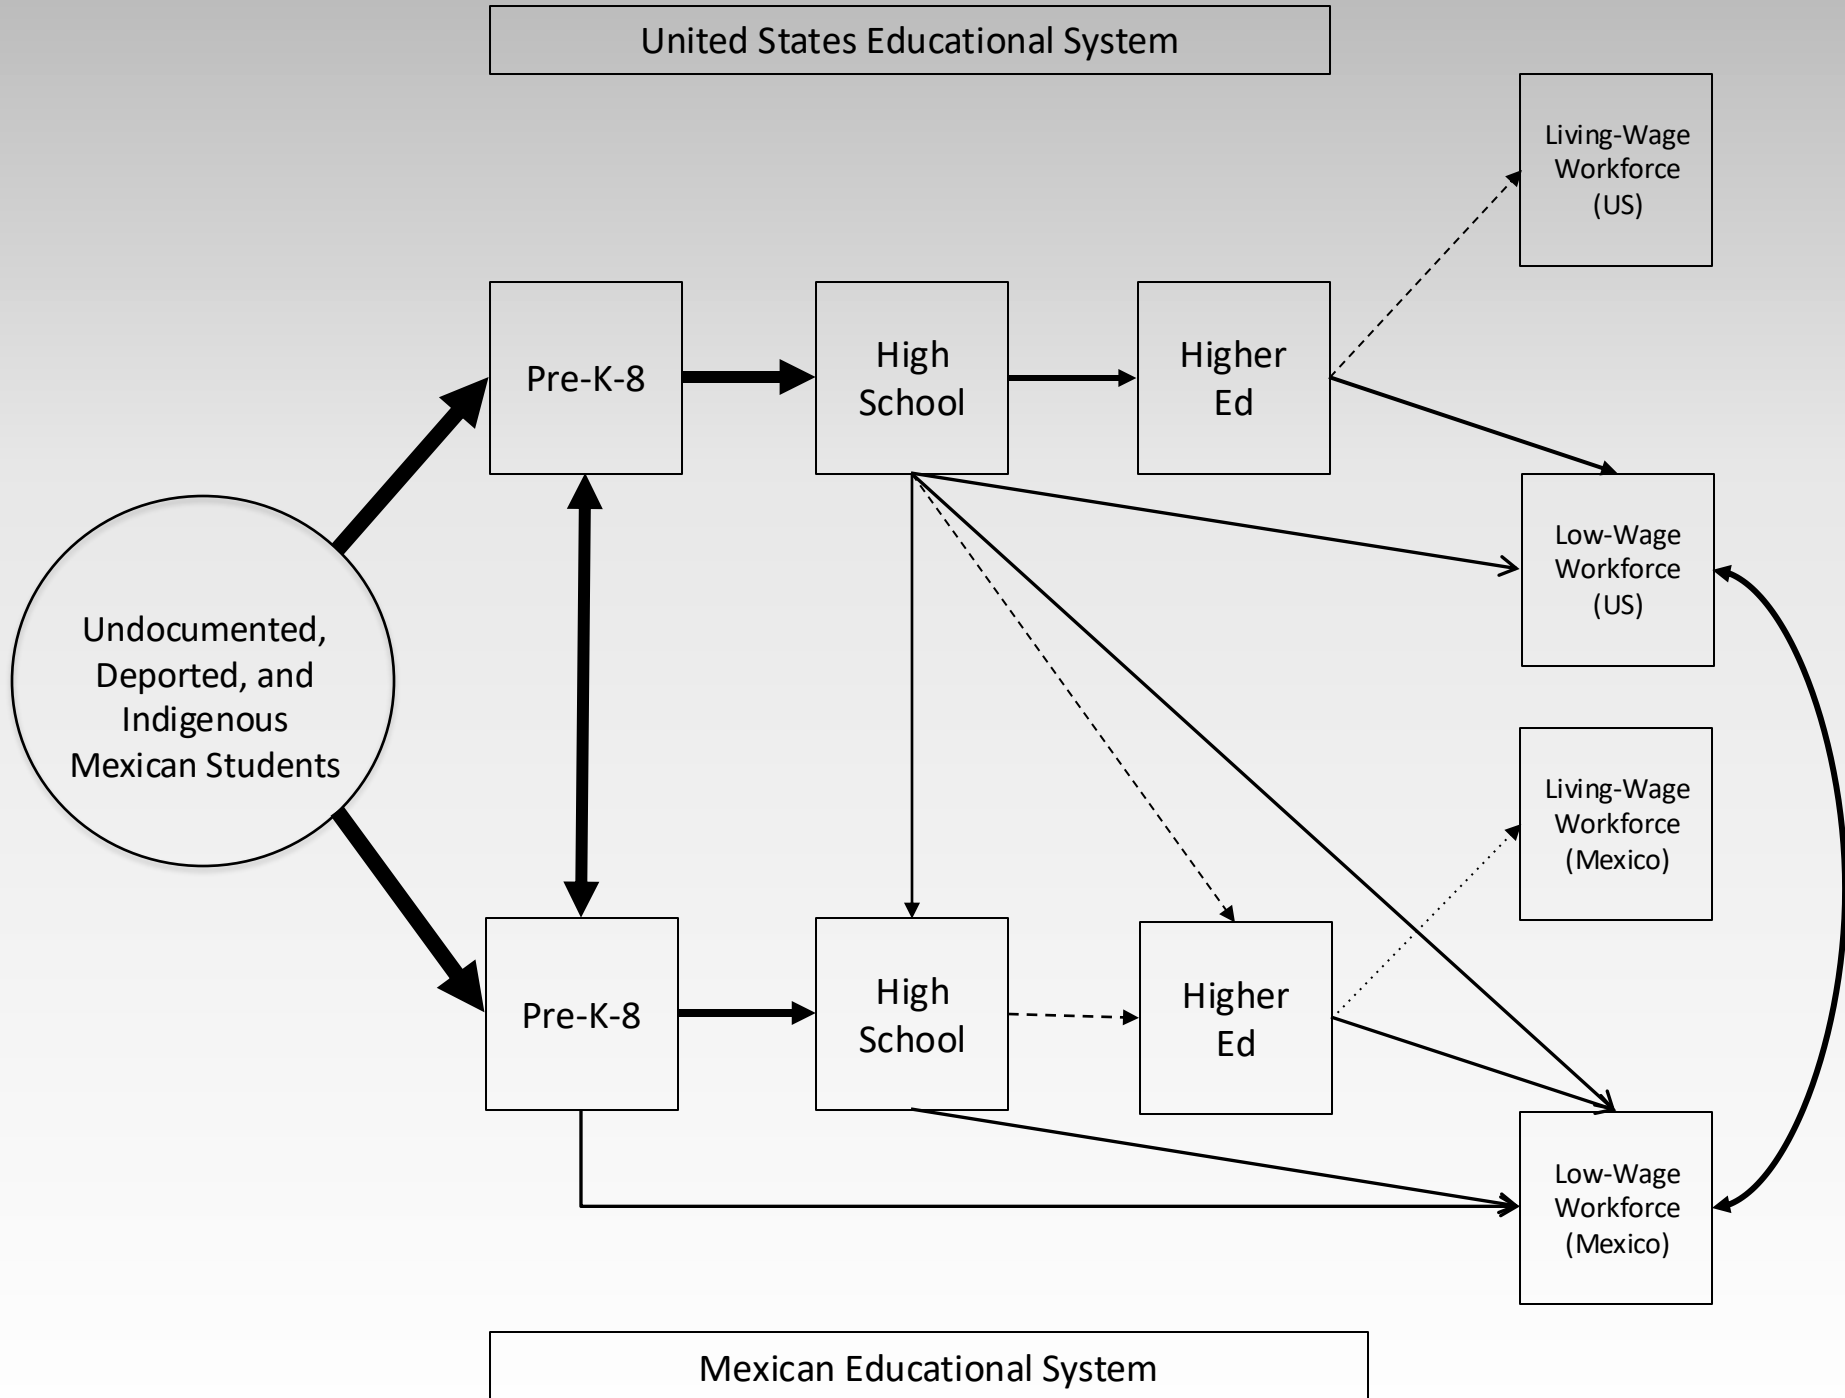 United States Educational System
Living-Wage
Workforce
(US)
Pre-K-8
High
School
Higher
Ed
Low-Wage
Workforce
(US)
Undocumented,
Deported, and
Indigenous
Mexican Students
Living-Wage
Workforce
(Mexico)
Pre-K-8
High
School
Higher
Ed
Low-Wage
Workforce
(Mexico)
Mexican Educational System